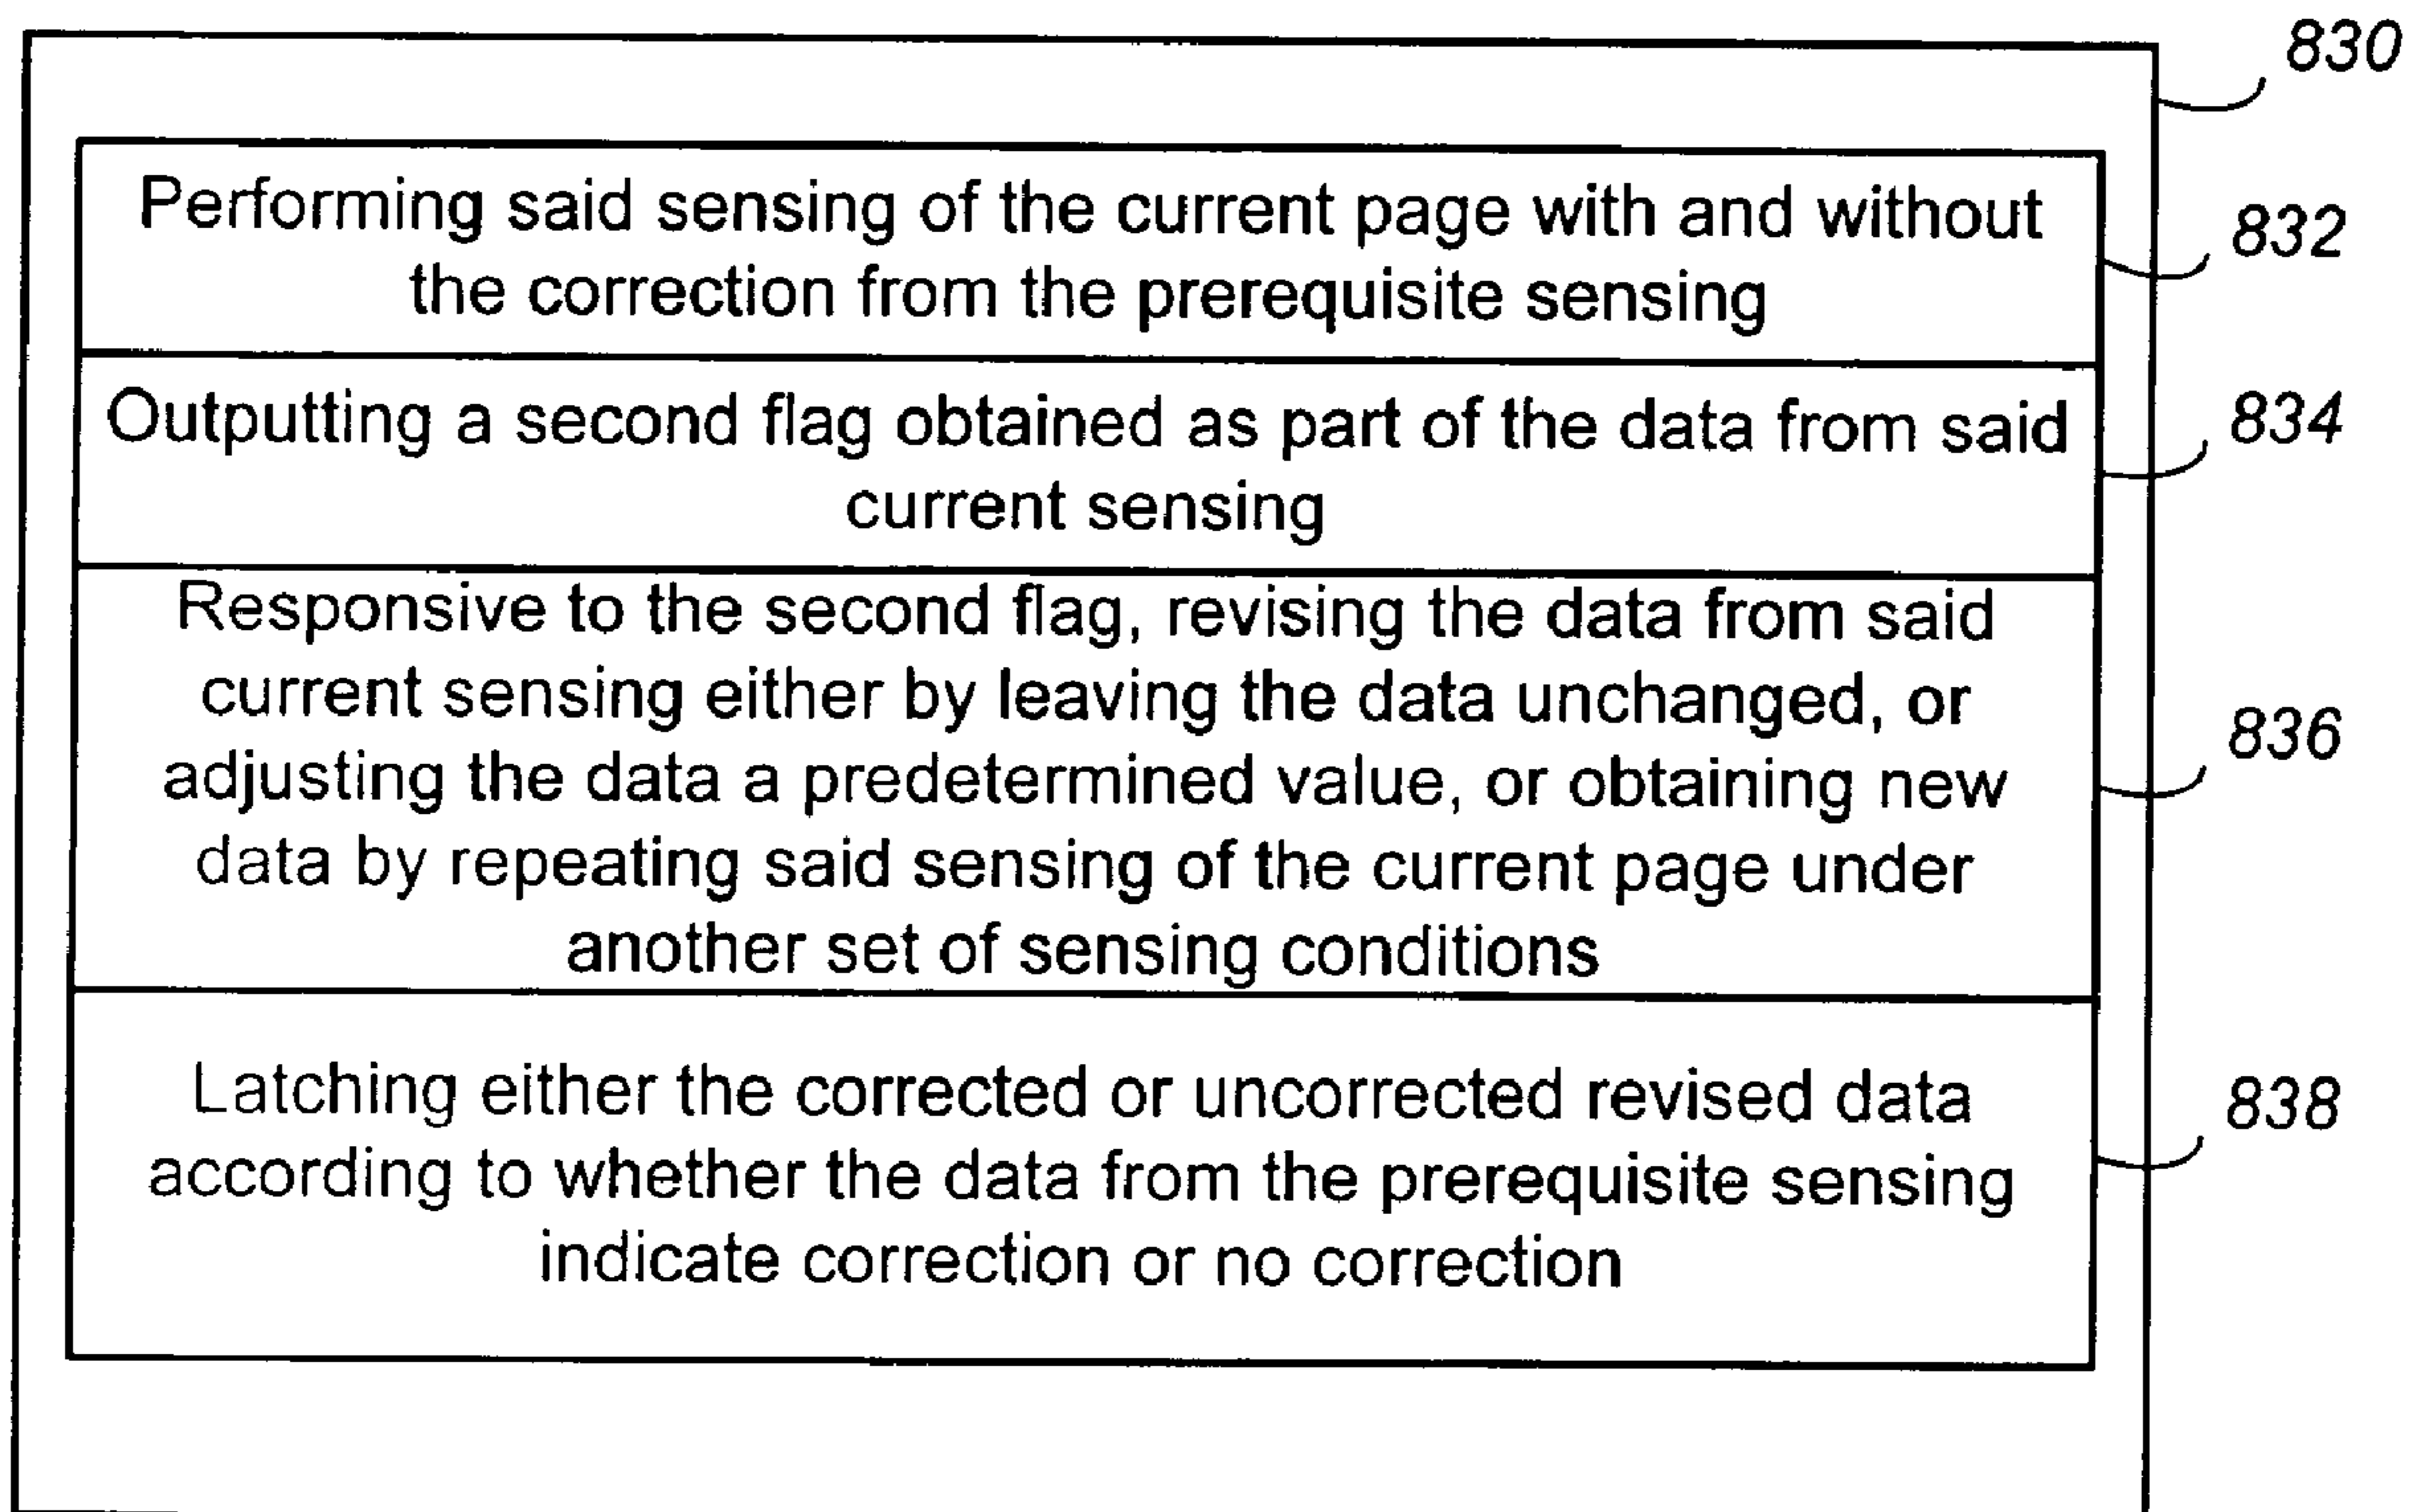 830
Performing said sensing of the current page with and without
the correction from the prerequisite sensing
832
Outputting a second flag obtained as part of the data from said
current sensing
834
Responsive to the second flag, revising the data from said
current sensing either by leaving the data unchanged, or
adjusting the data a predetermined value, or obtaining new
data by repeating said sensing of the current page under
another set of sensing conditions
836
Latching either the corrected or uncorrected revised data
according to whether the data from the prerequisite sensing
indicate correction or no correction
838